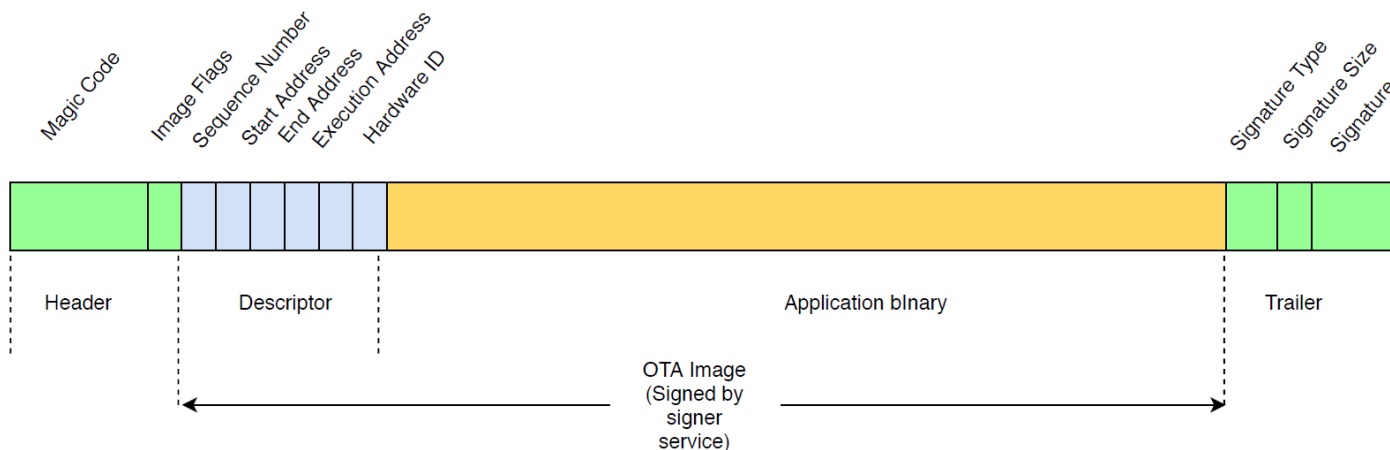 Magic Code
Image Flags
Sequence Number
Start Address
End Address
Execution Address
Hardware ID
Signature Type
Signature Size
Signature
Header
Descriptor
Application bInary
Trailer
OTA Image
(Signed by
signer
service)